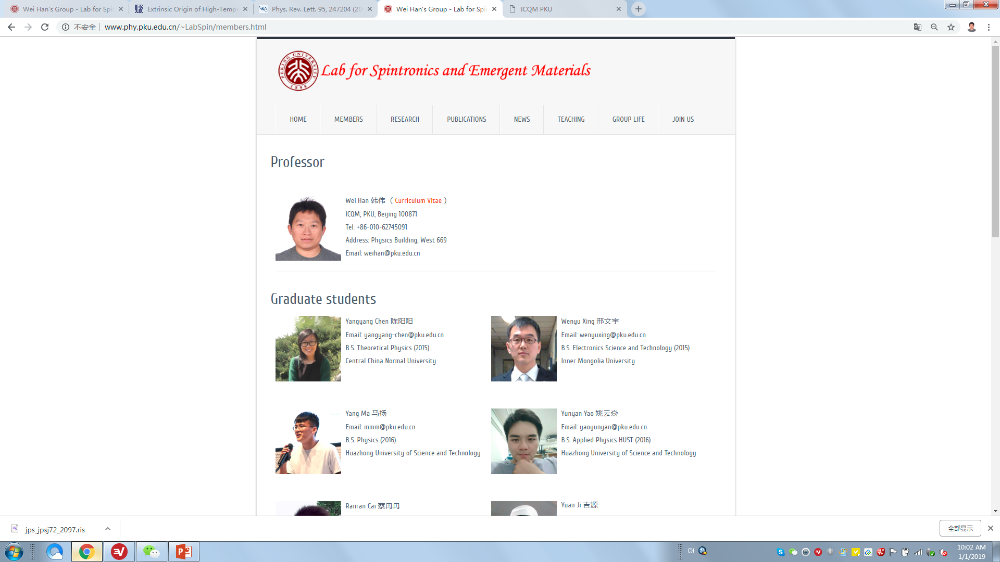 Wei Han's Group - Lab for Spi
Extrinsic Origin of High-Temp
Phys. Rev. Lett. 95, 247204 (20
Wei Han's Group - Lab for Spi
ICQM PKU
不安全 www.phy.pku.edu.cn/~LabSpin/members.html
PEKING UNIVERSITY
1898
Lab for Spintronics and Emergent Materials
HOME MEMBERS RESEARCH PUBLICATIONS NEWS TEACHING GROUP LIFE JOIN US
Professor
Wei Han 韩伟 ( Curriculum Vitae )
ICQM, PKU, Beijing 100871
Tel: +86-010-62745091
Address: Physics Building, West 669
Email: weihan@pku.edu.cn
Graduate students
Yangyang Chen 陈阳阳
Email: yangyang-chen@pku.edu.cn
B.S. Theoretical Physics (2015)
Central China Normal University
Wenyu Xing 邢文宇
Email: wenyuxing@pku.edu.cn
B.S. Electronics Science and Technology (2015)
Inner Mongolia University
Yang Ma 马扬
Email: mmm@pku.edu.cn
B.S. Physics (2016)
Huazhong University of Science and Technology
Yunyan Yao 姚云焱
Email: yaoyunyan@pku.edu.cn
B.S. Applied Physics HUST (2016)
Huazhong University of Science and Technology
Ranran Cai 蔡冉冉
Yuan Ji 吉源
jps_jpsj72_2097.ris
全部显示
CH
10:02 AM
1/1/2019